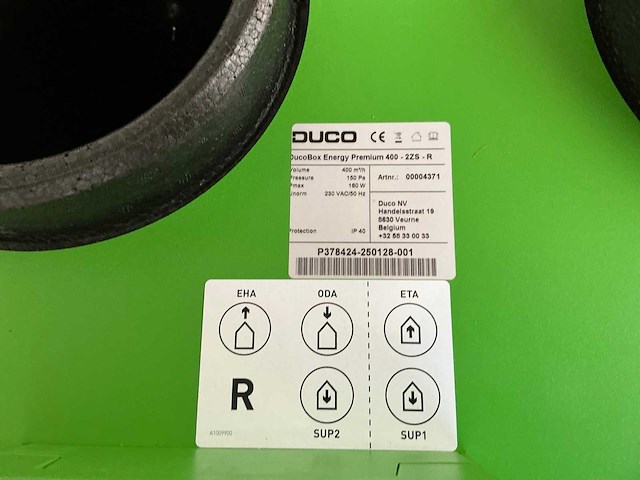 DUCO
DucoBox Energy Premium 400 - 2ZS - R
Volume 400 m³/h
Pressure 150 Pa
Pmax 180 W
Unorm 230 VAC/50 Hz
Protection IP 40
Artnr.: 00004371
Duco NV
Handelsstraat 19
8630 Veurne
Belgium
+32 58 33 00 33
P378424-250128-001
EHA ODA ETA
R
SUP2 SUP1
A1009900